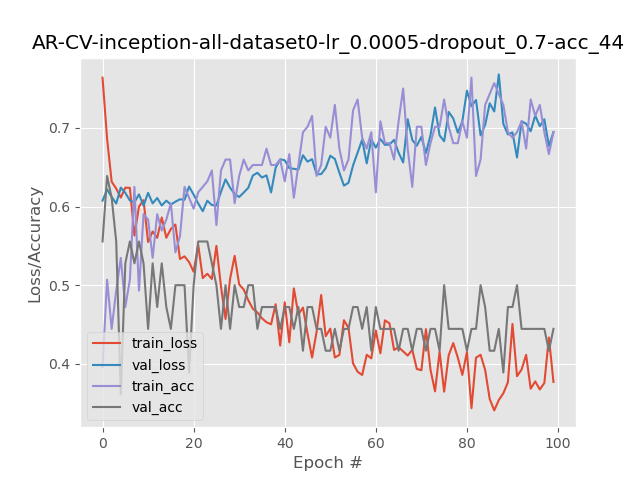 AR-CV-inception-all-dataset0-lr_0.0005-dropout_0.7-acc_44
Loss/Accuracy
0.7
0.6
0.5
0.4
train_loss
val_loss
train_acc
val_acc
0 20 40 60 80 100
Epoch #